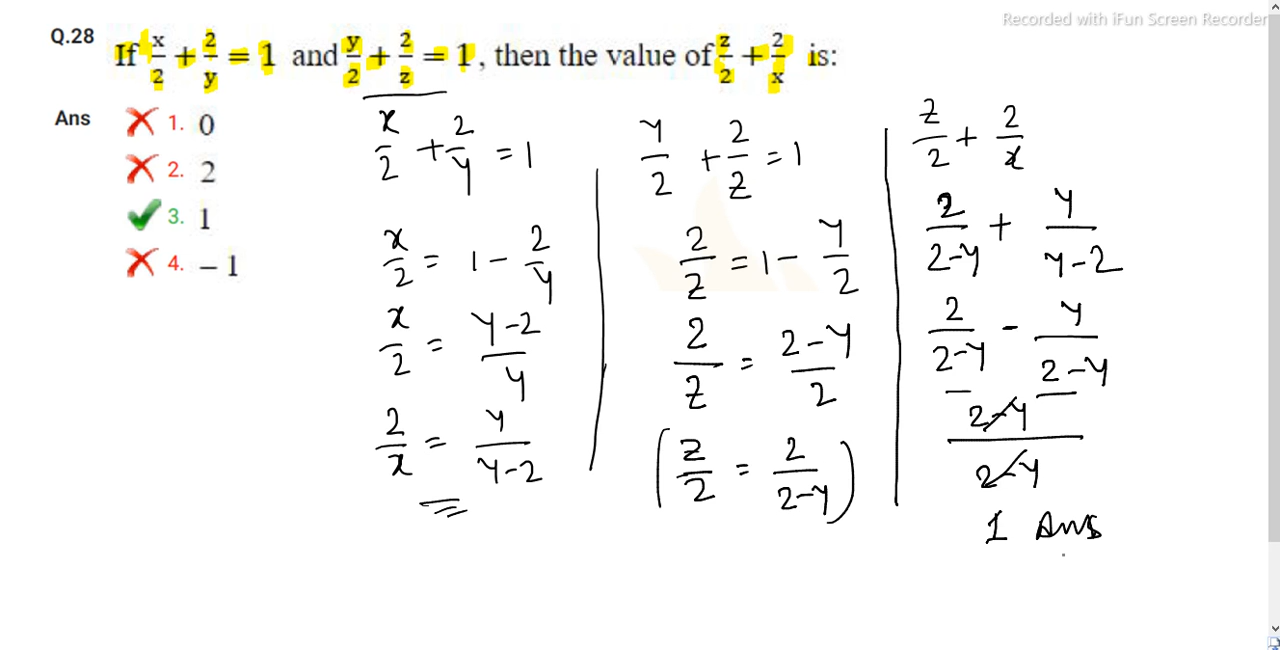 Recorded with iFun Screen Recorder
Q.28 If x/2 + 2/y = 1 and y/2 + 2/z = 1, then the value of z/2 + 2/x is:
Ans
1. 0
2. 2
3. 1
4. – 1
x/2 + 2/y = 1
x/2 = 1 - 2/y
x/2 = y-2/y
2/x = y/y-2
y/2 + 2/z = 1
2/z = 1 - y/2
2/z = 2-y/2
(z/2 = 2/2-y)
z/2 + 2/x
2/2-y + y/y-2
2/2-y - y/2-y
2-y/2-y
1 Ans